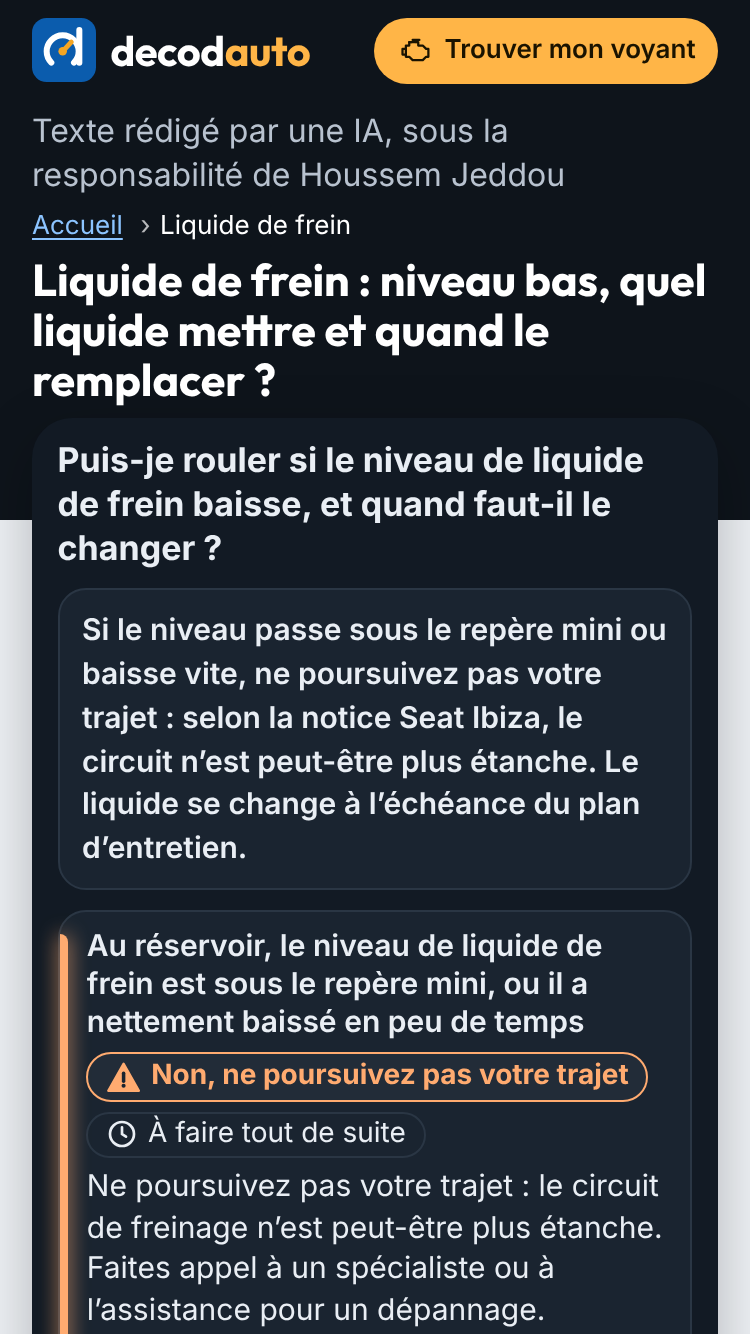 decodauto
Trouver mon voyant
Texte rédigé par une IA, sous la
responsabilité de Houssem Jeddou
Accueil › Liquide de frein
Liquide de frein : niveau bas, quel
liquide mettre et quand le
remplacer ?
Puis-je rouler si le niveau de liquide
de frein baisse, et quand faut-il le
changer ?
Si le niveau passe sous le repère mini ou
baisse vite, ne poursuivez pas votre
trajet : selon la notice Seat Ibiza, le
circuit n’est peut-être plus étanche. Le
liquide se change à l’échéance du plan
d’entretien.
Au réservoir, le niveau de liquide de
frein est sous le repère mini, ou il a
nettement baissé en peu de temps
Non, ne poursuivez pas votre trajet
À faire tout de suite
Ne poursuivez pas votre trajet : le circuit
de freinage n’est peut-être plus étanche.
Faites appel à un spécialiste ou à
l’assistance pour un dépannage.